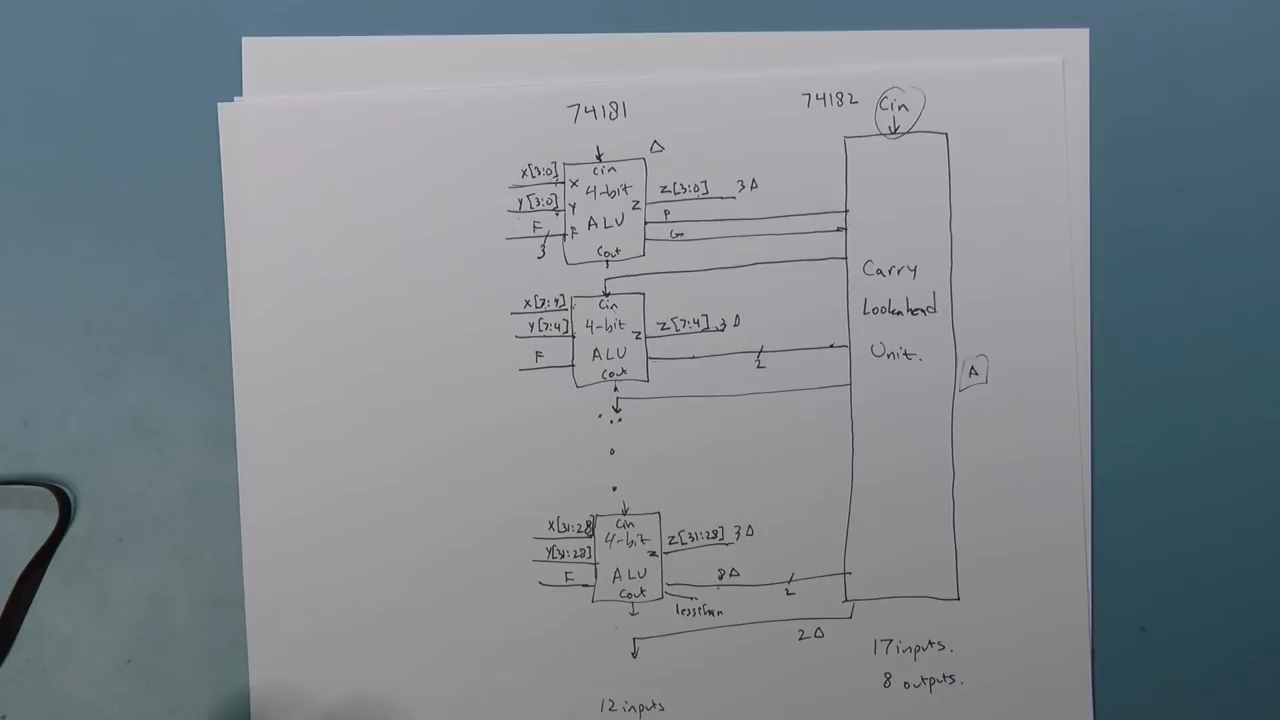 74181
74182
Cin
Δ
X[3:0]
Cin
X
4-bit
Z[3:0]
3Δ
Y[3:0]
Y
Z
P
F
F
ALU
G
3
Cout
Carry
Lookahead
Unit.
X[7:4]
Cin
Y[7:4]
4-bit
Z
Z[7:4]
3Δ
F
ALU
2
Cout
Δ
X[31:28]
Cin
4-bit
Z[31:28]
3Δ
Y[31:28]
Z
F
ALU
8Δ
2
Cout
lessthan
2Δ
17 inputs.
8 outputs.
12 inputs